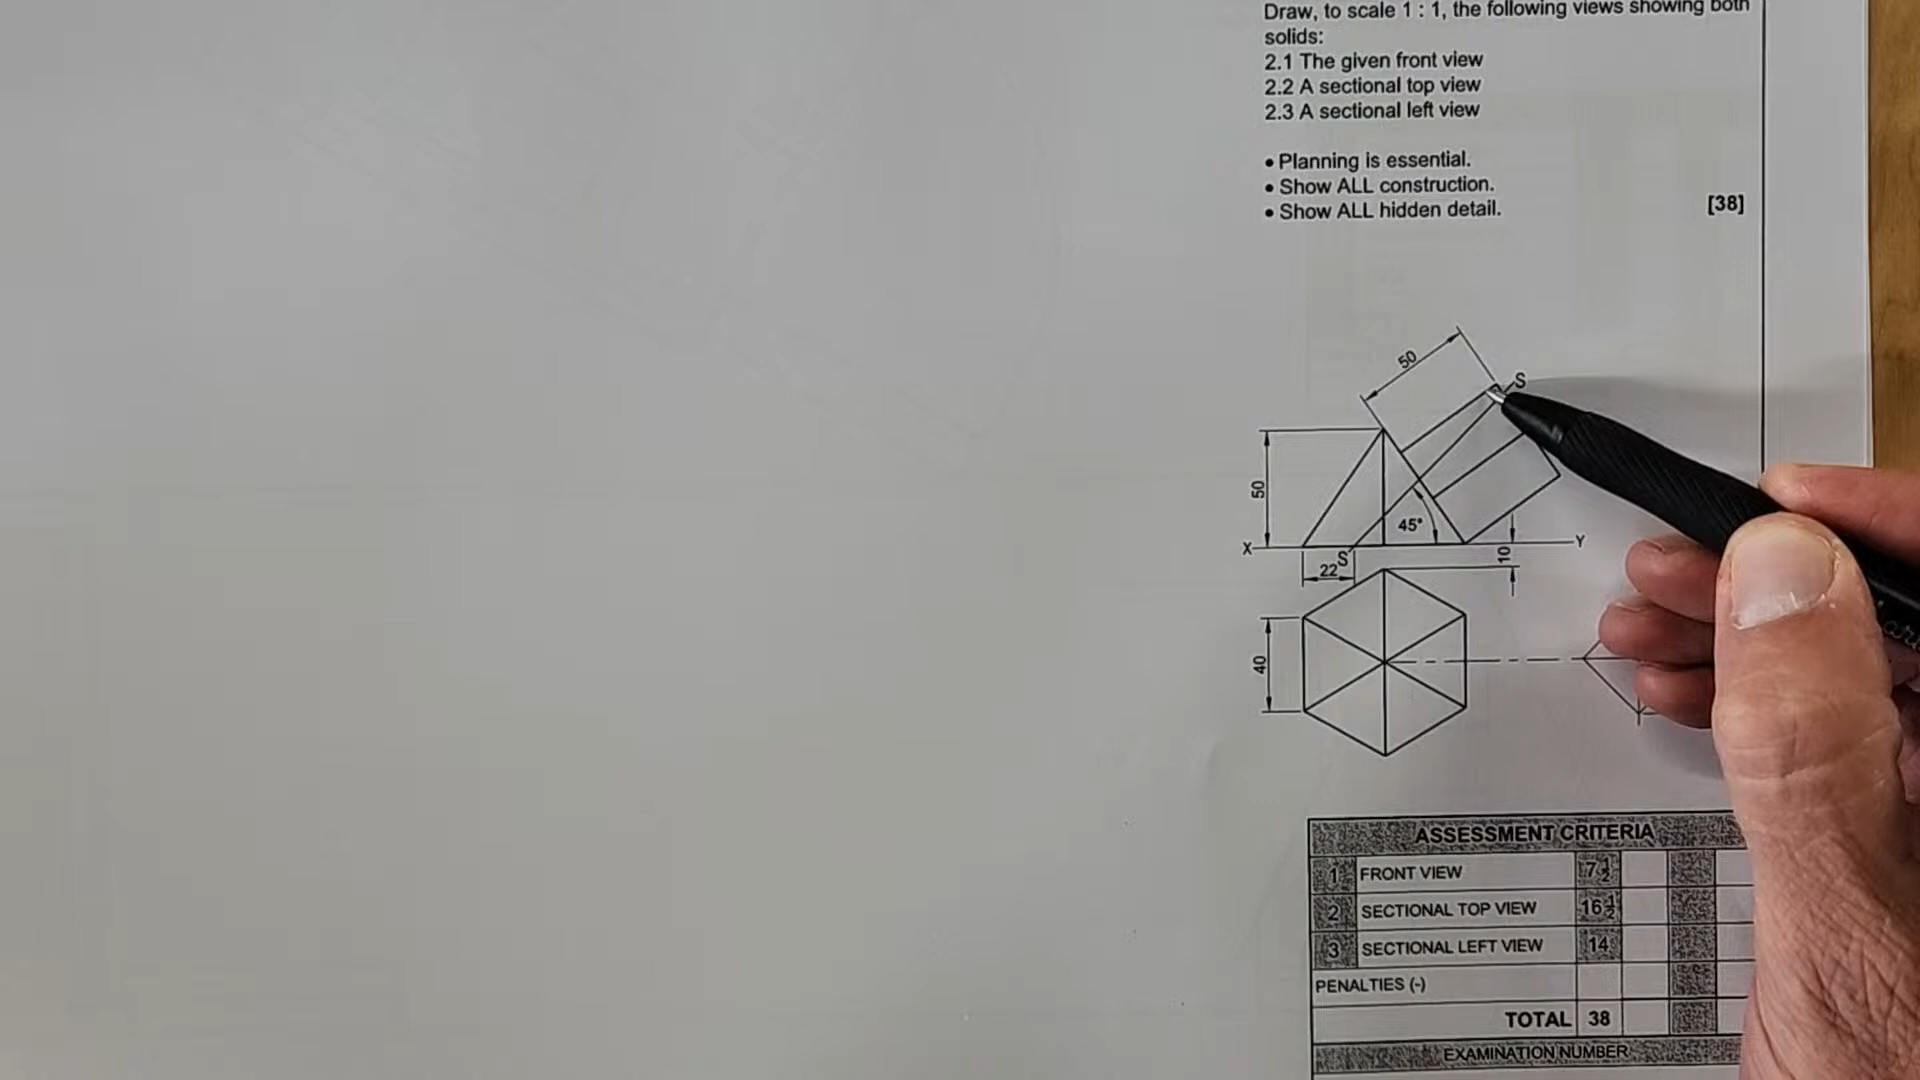 Draw, to scale 1 : 1, the following views showing both
solids:
2.1 The given front view
2.2 A sectional top view
2.3 A sectional left view
• Planning is essential.
• Show ALL construction.
• Show ALL hidden detail.
[38]
50
S
50
45°
X
Y
S
22
10
40
ASSESSMENT CRITERIA
1 FRONT VIEW 7½
2 SECTIONAL TOP VIEW 16½
3 SECTIONAL LEFT VIEW 14
PENALTIES (-)
TOTAL 38
EXAMINATION NUMBER